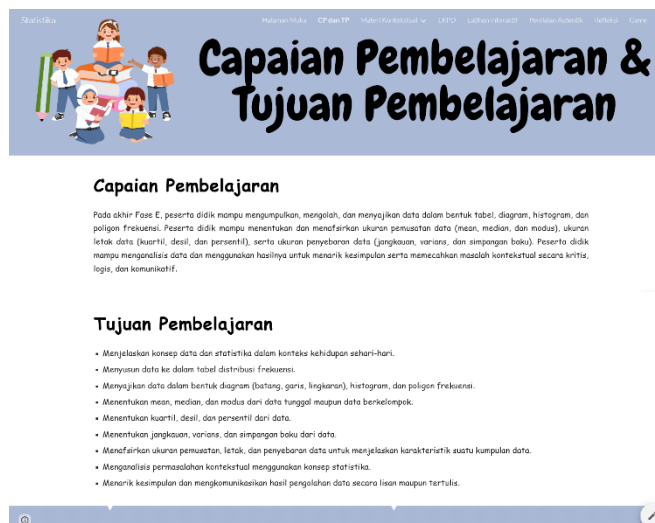 Statistika
Halaman Muka CP dan TP Materi Kontekstual LKPD Latihan Interaktif Penilaian Autentik Refleksi Game
Capaian Pembelajaran &
Tujuan Pembelajaran
Capaian Pembelajaran
Pada akhir Fase E, peserta didik mampu mengumpulkan, mengolah, dan menyajikan data dalam bentuk tabel, diagram, histogram, dan
poligon frekuensi. Peserta didik mampu menentukan dan menafsirkan ukuran pemusatan data (mean, median, dan modus), ukuran
letak data (kuartil, desil, dan persentil), serta ukuran penyebaran data (jangkauan, varians, dan simpangan baku). Peserta didik
mampu menganalisis data dan menggunakan hasilnya untuk menarik kesimpulan serta memecahkan masalah kontekstual secara kritis,
logis, dan komunikatif.
Tujuan Pembelajaran
Menjelaskan konsep data dan statistika dalam konteks kehidupan sehari-hari.
Menyusun data ke dalam tabel distribusi frekuensi.
Menyajikan data dalam bentuk diagram (batang, garis, lingkaran), histogram, dan poligon frekuensi.
Menentukan mean, median, dan modus dari data tunggal maupun data berkelompok.
Menentukan kuartil, desil, dan persentil dari data.
Menentukan jangkauan, varians, dan simpangan baku dari data.
Menafsirkan ukuran pemusatan, letak, dan penyebaran data untuk menjelaskan karakteristik suatu kumpulan data.
Menganalisis permasalahan kontekstual menggunakan konsep statistika.
Menarik kesimpulan dan mengkomunikasikan hasil pengolahan data secara lisan maupun tertulis.